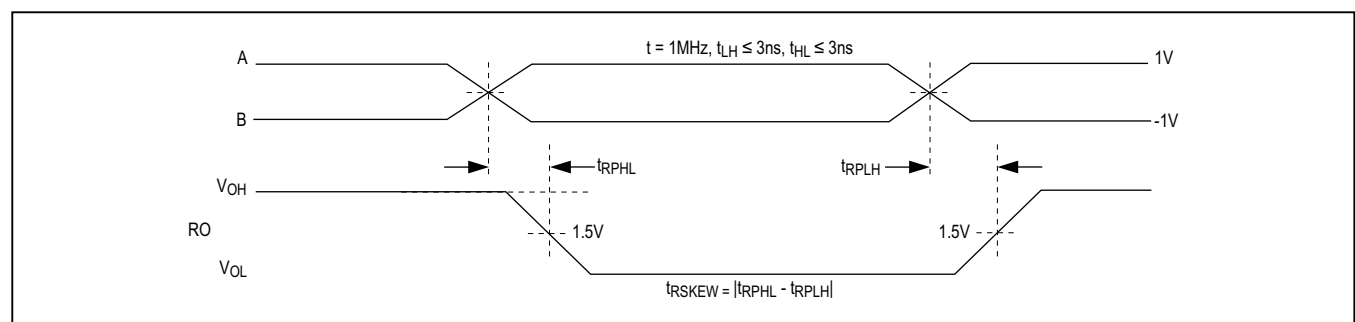 A
t = 1MHz, tLH ≤ 3ns, tHL ≤ 3ns
1V
B
-1V
tRPHL
tRPLH
VOH
RO
1.5V
1.5V
VOL
tRSKEW = |tRPHL - tRPLH|